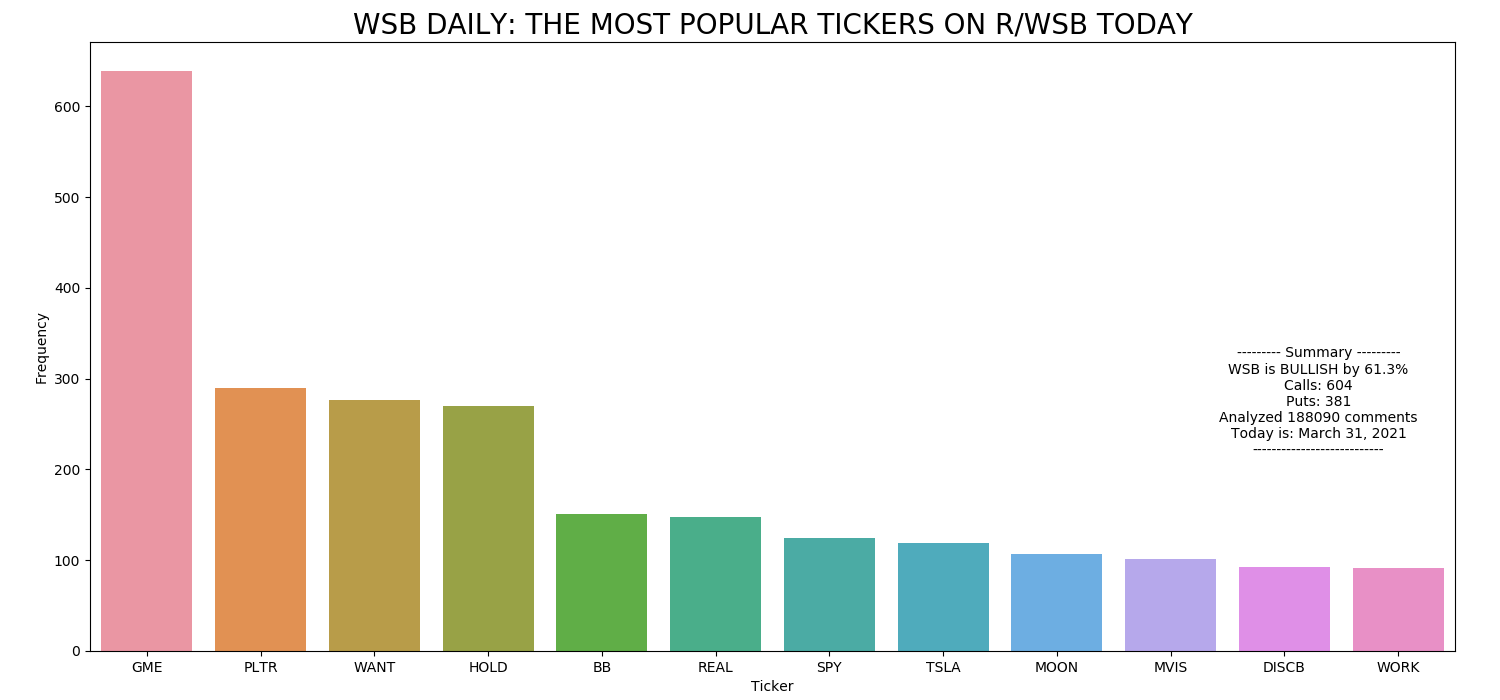 WSB DAILY: THE MOST POPULAR TICKERS ON R/WSB TODAY
600
500
400
300
200
100
0
Frequency
--------- Summary ---------
WSB is BULLISH by 61.3%
Calls: 604
Puts: 381
Analyzed 188090 comments
Today is: March 31, 2021
---------------------------
GME PLTR WANT HOLD BB REAL SPY TSLA MOON MVIS DISCB WORK
Ticker